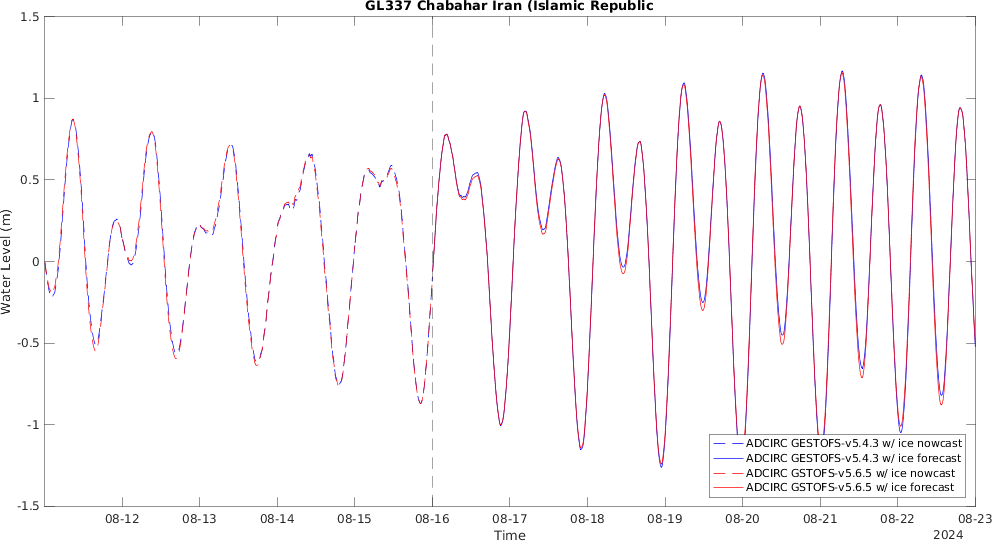 GL337 Chabahar Iran (Islamic Republic
1.5
1
0.5
0
-0.5
-1
-1.5
Water Level (m)
ADCIRC GESTOFS-v5.4.3 w/ ice nowcast
ADCIRC GESTOFS-v5.4.3 w/ ice forecast
ADCIRC GSTOFS-v5.6.5 w/ ice nowcast
ADCIRC GSTOFS-v5.6.5 w/ ice forecast
08-12 08-13 08-14 08-15 08-16 08-17 08-18 08-19 08-20 08-21 08-22 08-23
Time
2024